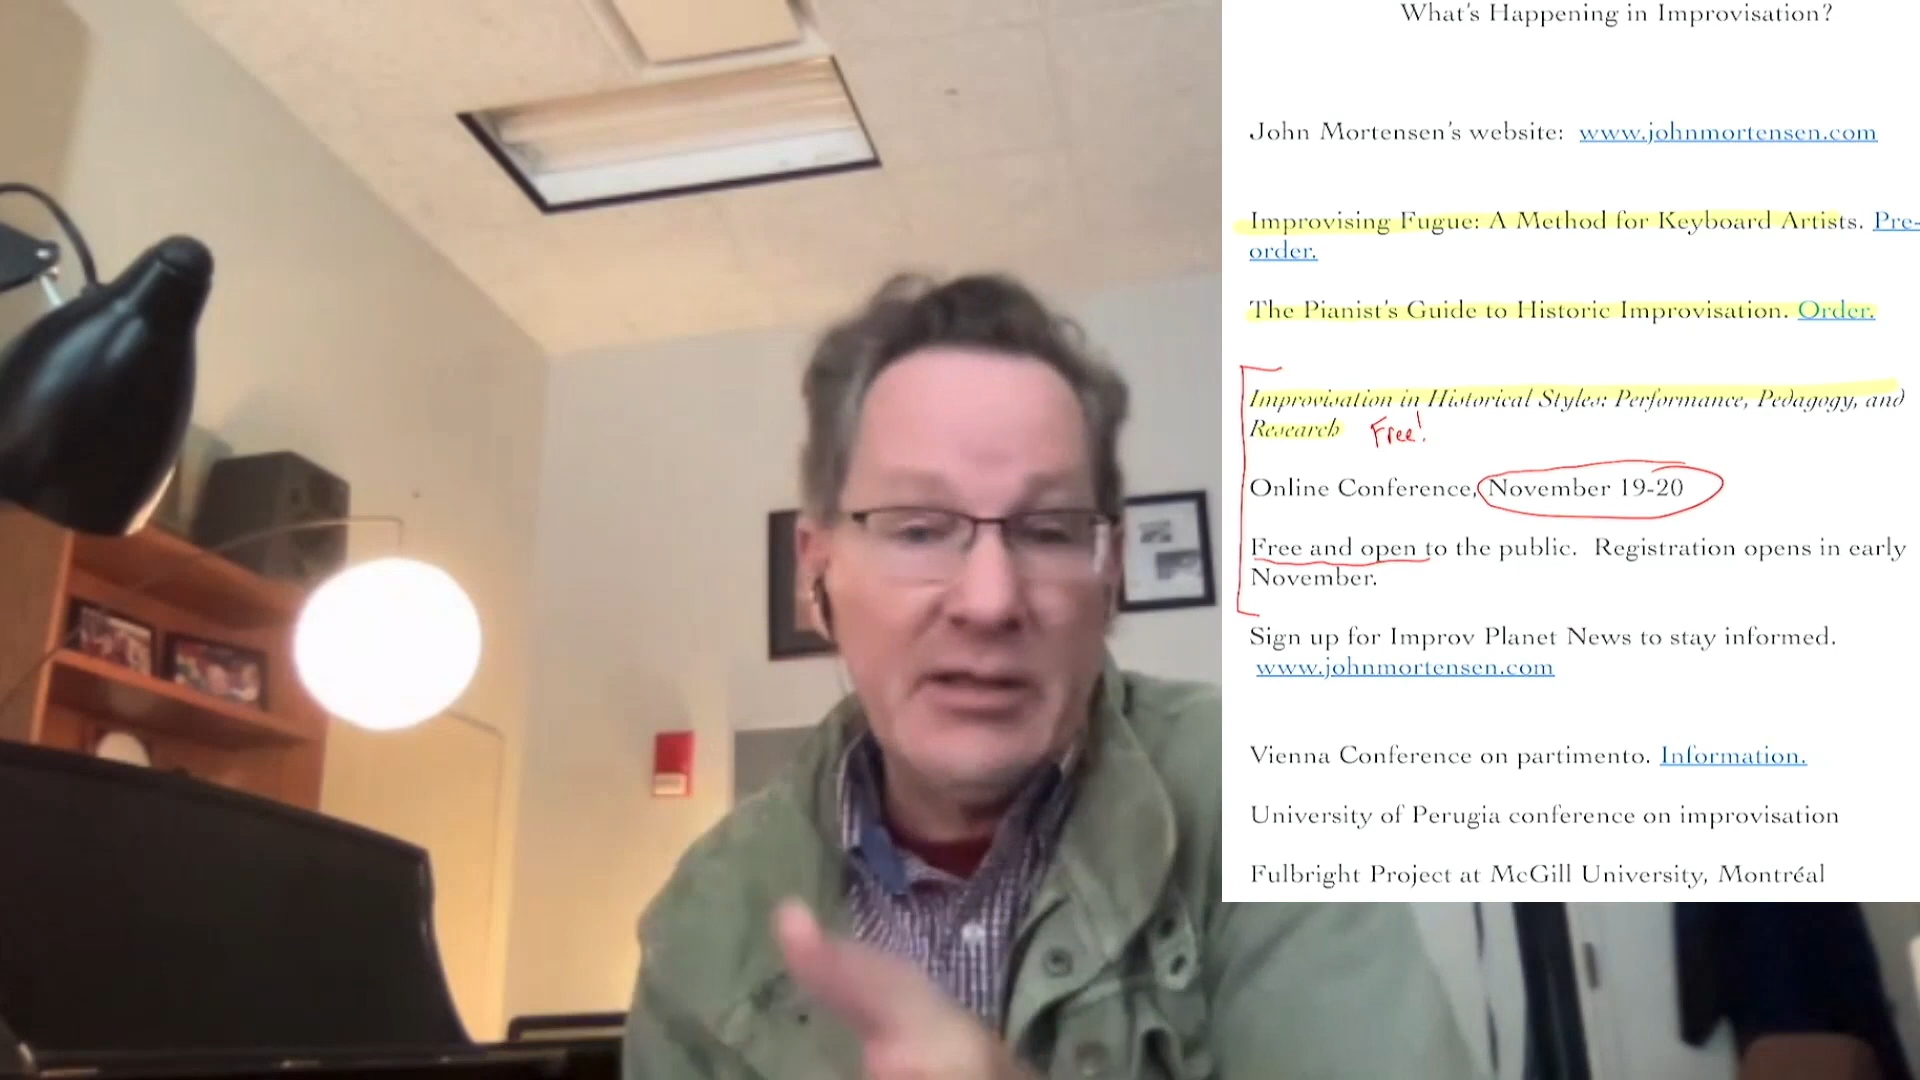 What's Happening in Improvisation?
John Mortensen's website: www.johnmortensen.com
Improvising Fugue: A Method for Keyboard Artists. Pre-
order.
The Pianist's Guide to Historic Improvisation. Order.
Improvisation in Historical Styles: Performance, Pedagogy, and
Research Free!
Online Conference, November 19-20
Free and open to the public. Registration opens in early
November.
Sign up for Improv Planet News to stay informed.
www.johnmortensen.com
Vienna Conference on partimento. Information.
University of Perugia conference on improvisation
Fulbright Project at McGill University, Montréal